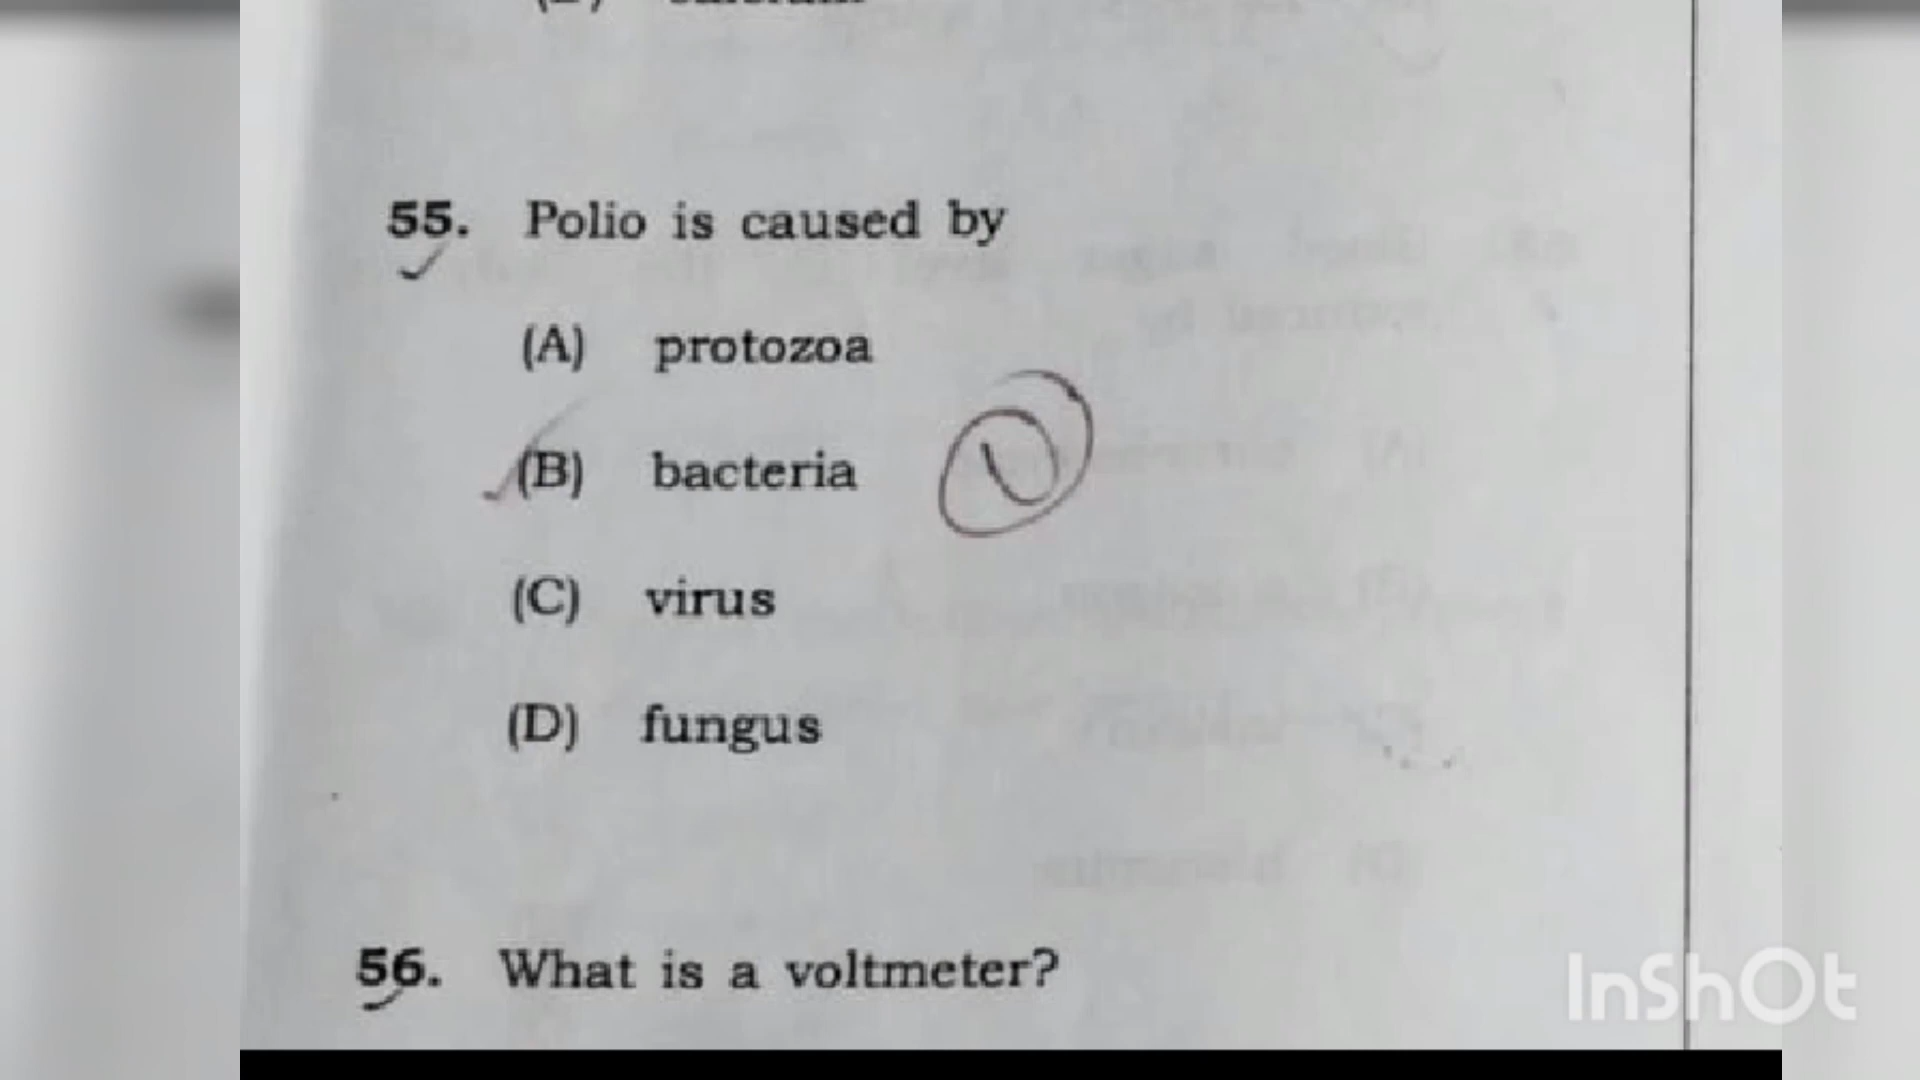 55. Polio is caused by
(A) protozoa
(B) bacteria
(C) virus
(D) fungus
56. What is a voltmeter?
InShOt